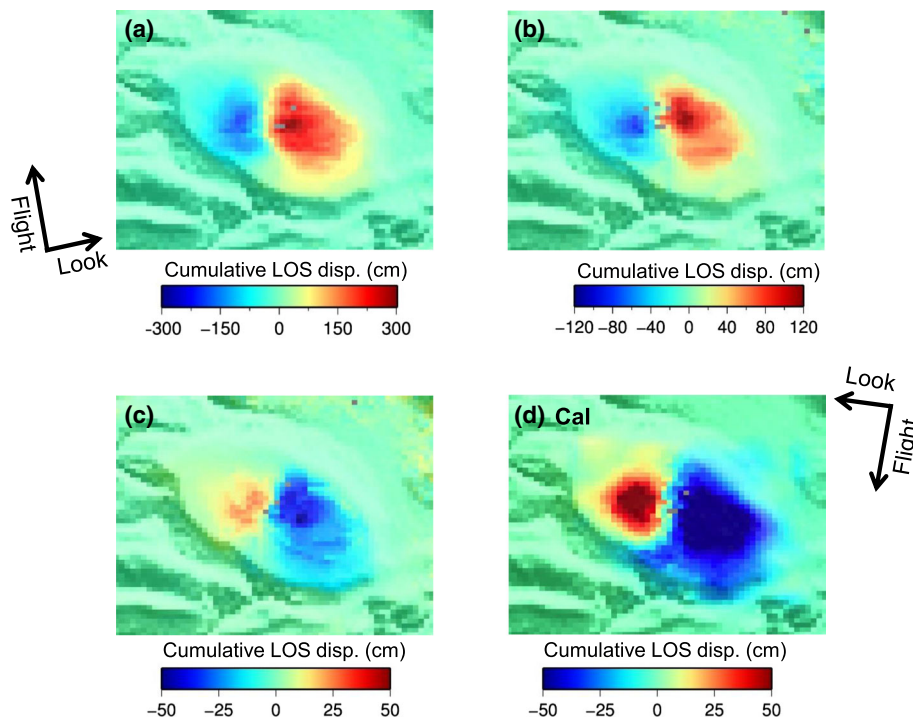 (a)
(b)
Flight
Look
Cumulative LOS disp. (cm)
-300 -150 0 150 300
Cumulative LOS disp. (cm)
-120 -80 -40 0 40 80 120
(c)
(d) Cal
Look
Flight
Cumulative LOS disp. (cm)
-50 -25 0 25 50
Cumulative LOS disp. (cm)
-50 -25 0 25 50